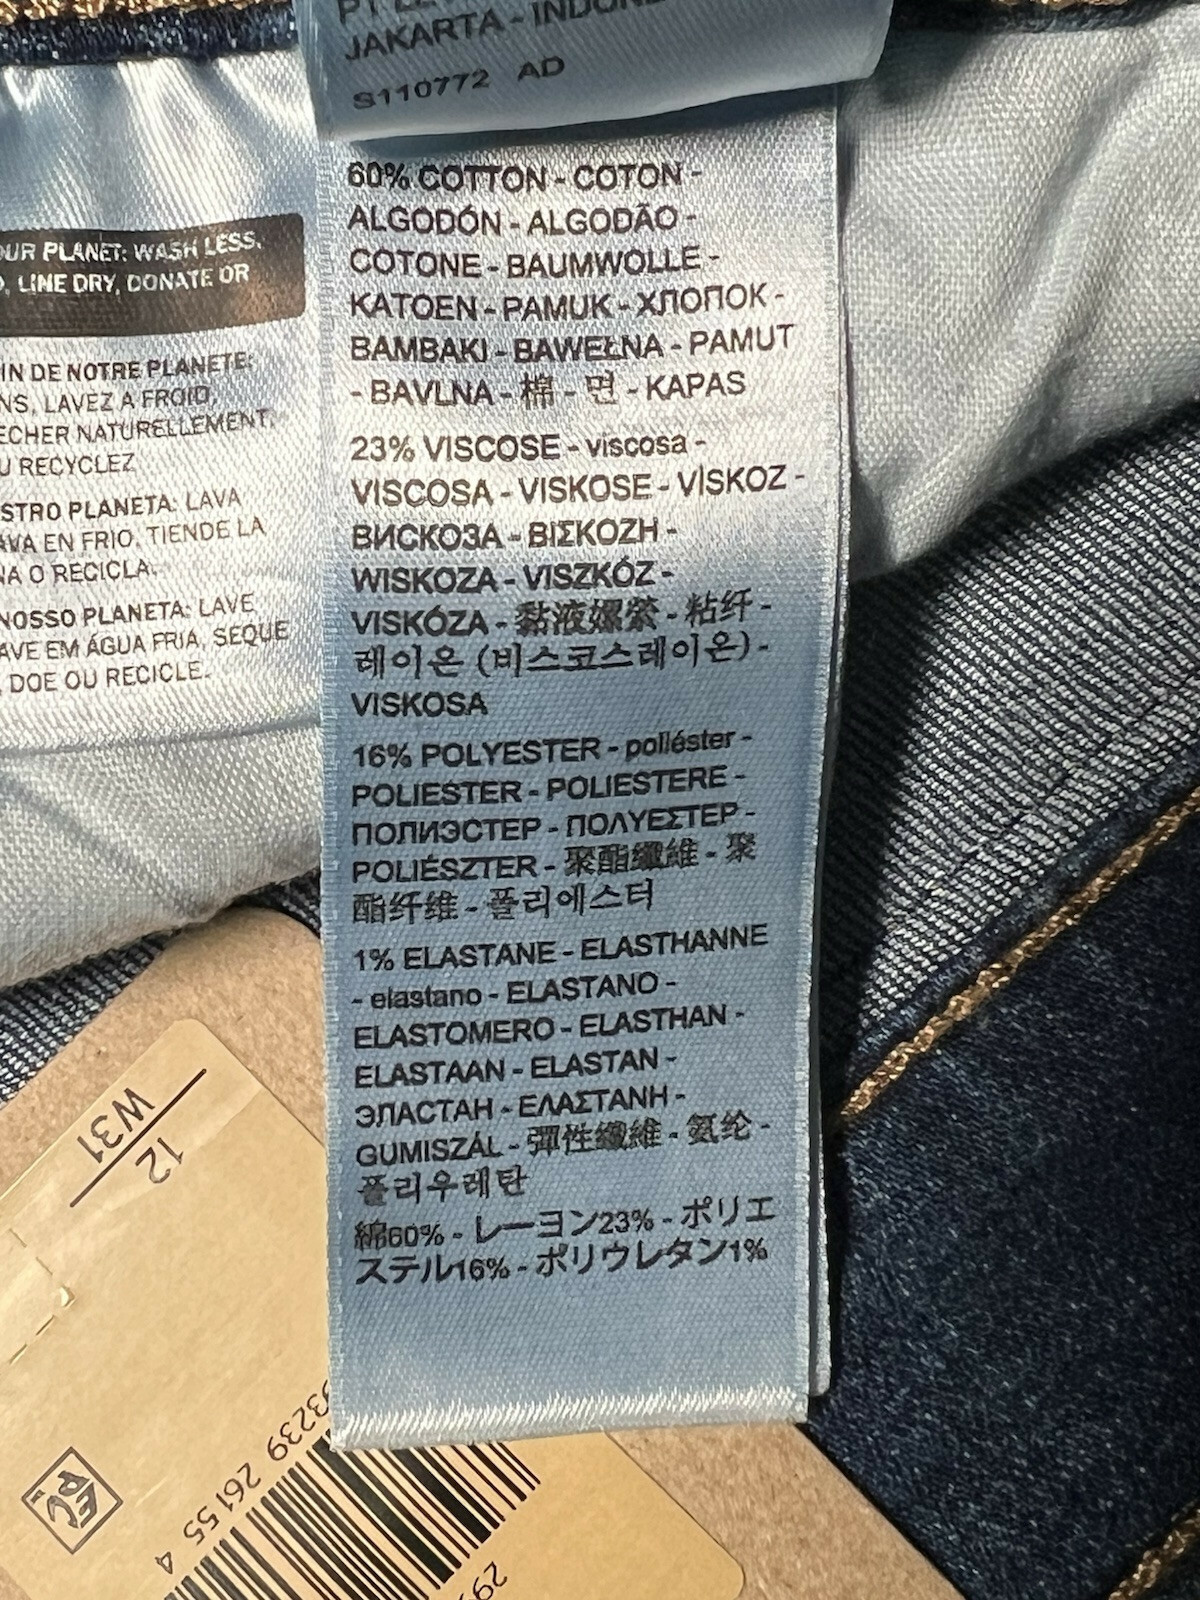 JAKARTA - INDONE
S110772 AD
60% COTTON - COTON -
ALGODÓN - ALGODÃO -
COTONE - BAUMWOLLE -
KATOEN - PAMUK - ХЛОПОК -
BAMBAKI - BAWEŁNA - PAMUT
- BAVLNA - 棉 - 면 - KAPAS
23% VISCOSE - viscosa -
VISCOSA - VISKOSE - VİSKOZ -
ВИСКОЗА - ΒΙΣΚΟΖΗ -
WISKOZA - VISZKÓZ -
VISKÓZA - 黏液嫘縈 - 粘纤 -
레이온 (비스코스레이온) -
VISKOSA
16% POLYESTER - poliéster -
POLIESTER - POLIESTERE -
ПОЛИЭСТЕР - ΠΟΛΥΕΣΤΕΡ -
POLIÉSZTER - 聚酯纖維 - 聚
酯纤维 - 폴리에스터
1% ELASTANE - ELASTHANNE
- elastano - ELASTANO -
ELASTOMERO - ELASTHAN -
ELASTAAN - ELASTAN -
ЭЛАСТАН - ΕΛΑΣΤΑΝΗ -
GUMISZÁL - 彈性纖維 - 氨纶 -
폴리우레탄
綿60% - レーヨン23% - ポリエ
ステル16% - ポリウレタン1%
OUR PLANET: WASH LESS,
, LINE DRY, DONATE OR
IN DE NOTRE PLANETE:
NS, LAVEZ A FROID,
ECHER NATURELLEMENT,
U RECYCLEZ
STRO PLANETA: LAVA
AVA EN FRIO, TIENDE LA
NA O RECICLA.
NOSSO PLANETA: LAVE
AVE EM ÁGUA FRIA, SEQUE
, DOE OU RECICLE.
12
W31
3239 26155 4